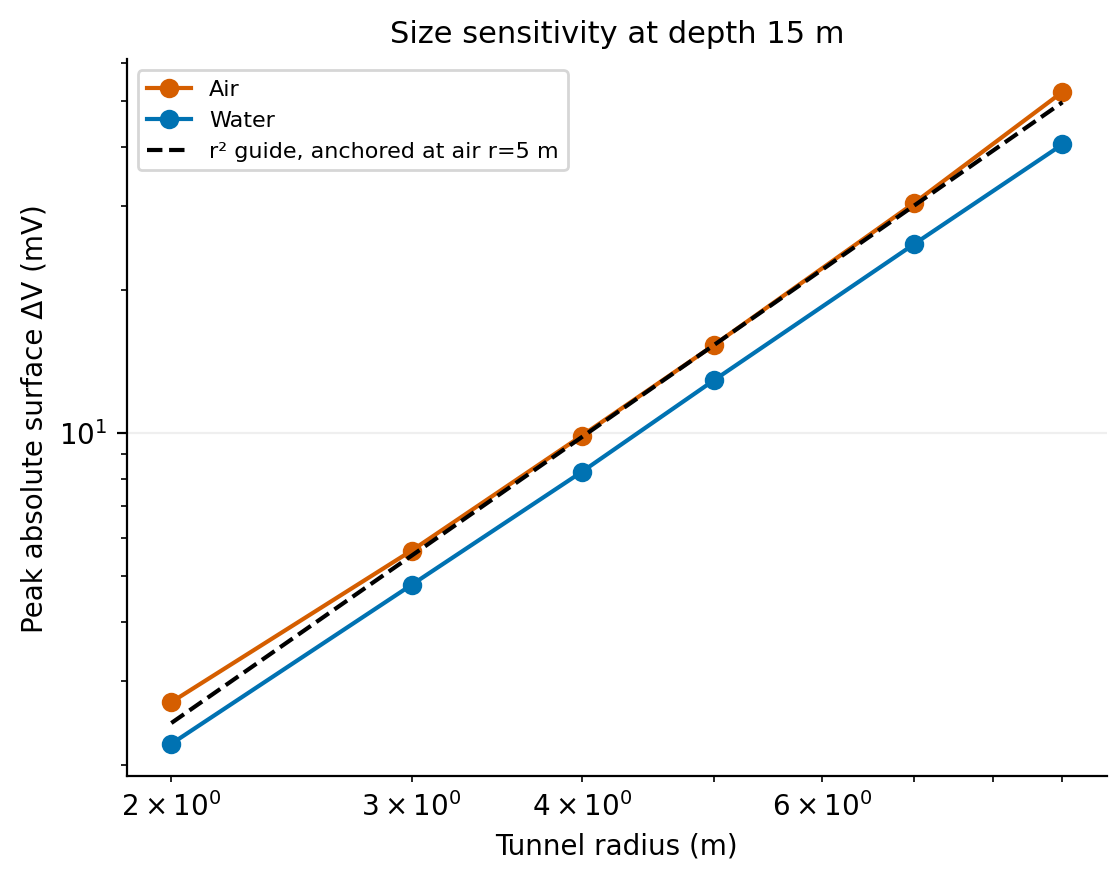 Size sensitivity at depth 15 m
Air
Water
r² guide, anchored at air r=5 m
Peak absolute surface ΔV (mV)
10¹
2 × 10⁰
3 × 10⁰
4 × 10⁰
6 × 10⁰
Tunnel radius (m)